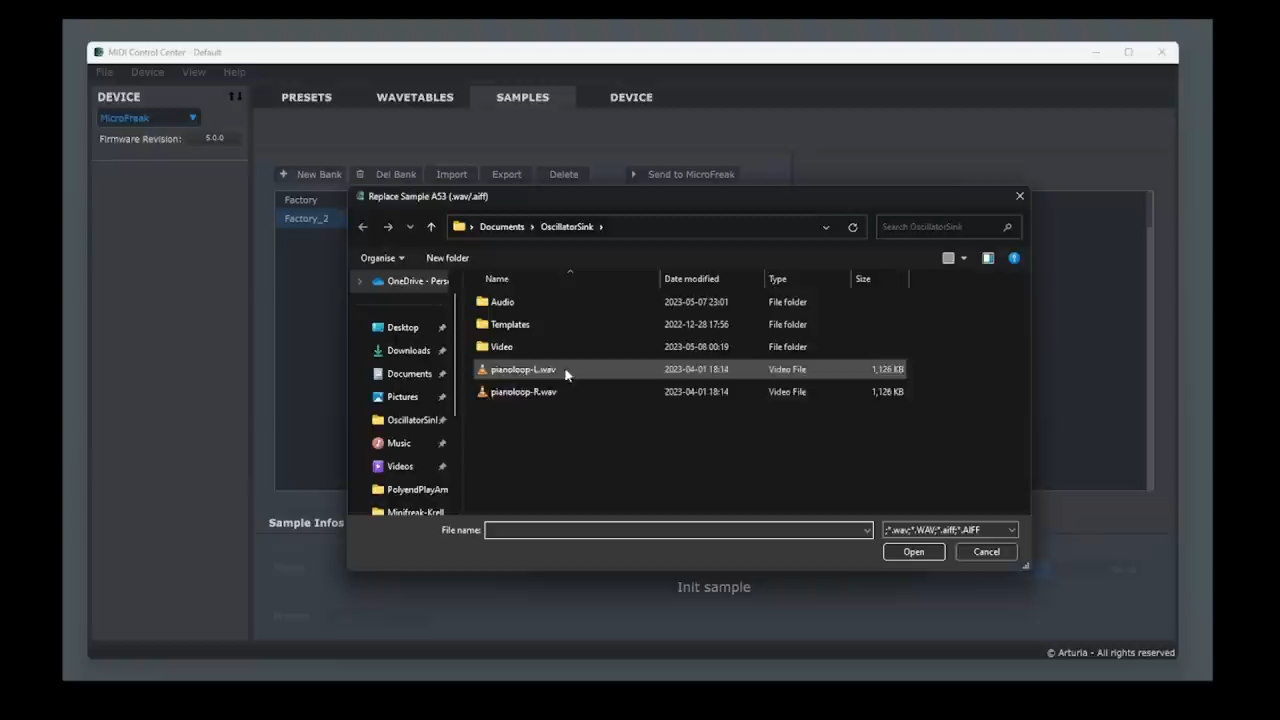 MIDI Control Center - Default
File Device View Help
DEVICE
PRESETS WAVETABLES SAMPLES DEVICE
MicroFreak
Firmware Revision: 5.0.0
New Bank Del Bank Import Export Delete Send to MicroFreak
Factory
Factory_2
Replace Sample A53 (.wav/.aiff)
Documents OscillatorSink
Search OscillatorSink
Organise New folder
Name Date modified Type Size
OneDrive - Pers
Desktop
Downloads
Documents
Pictures
OscillatorSinl
Music
Videos
PolyendPlayAm
Minifreak-Krell
Audio 2023-05-07 23:01 File folder
Templates 2022-12-28 17:56 File folder
Video 2023-05-08 00:19 File folder
pianoloop-L.wav 2023-04-01 18:14 Video File 1,126 KB
pianoloop-R.wav 2023-04-01 18:14 Video File 1,126 KB
Sample Infos
File name: ;*.wav;*.WAV;*.aiff;*.AIFF
Open Cancel
Init sample
© Arturia - All rights reserved